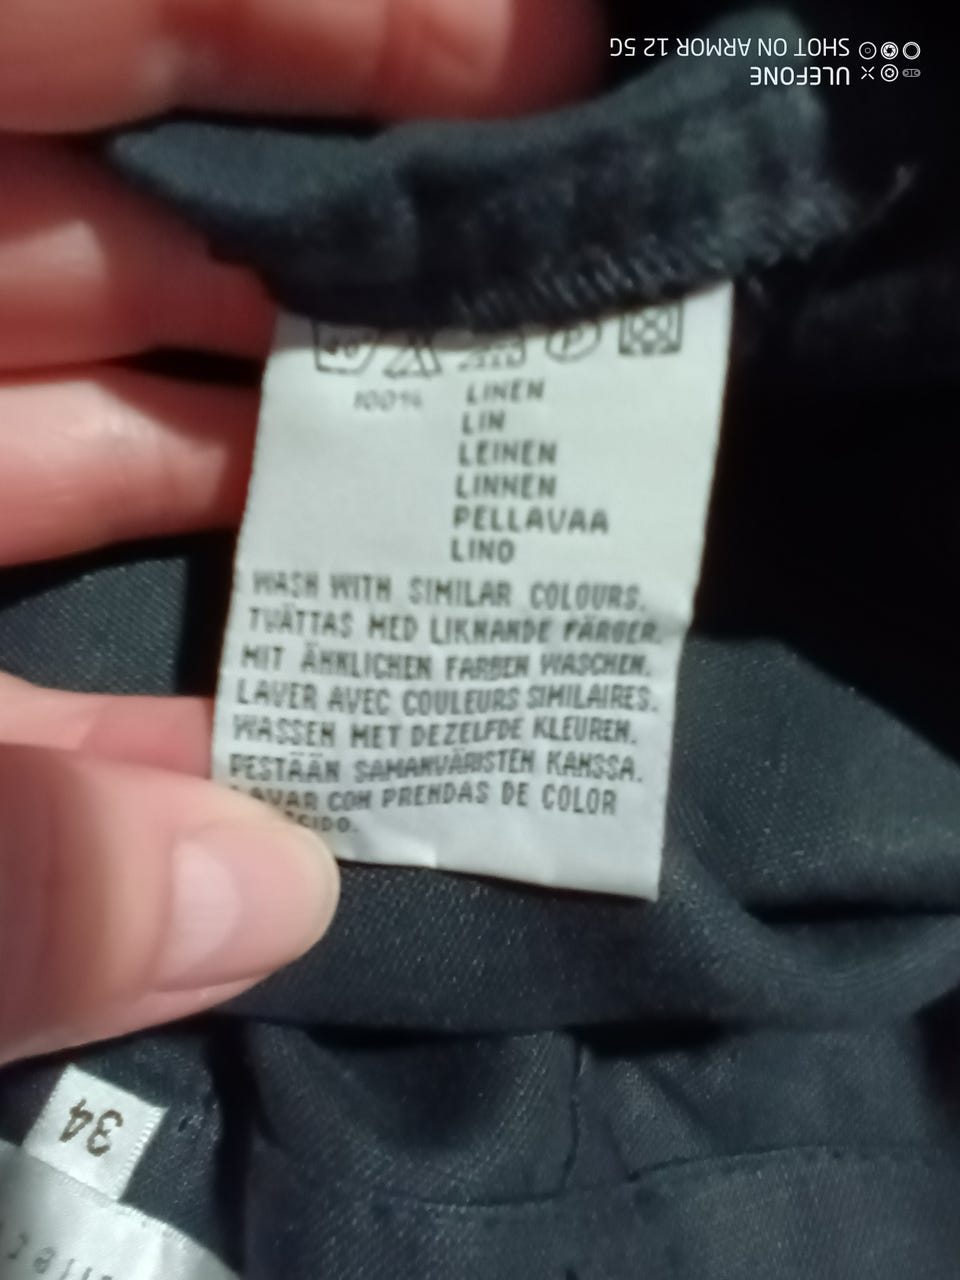 SHOT ON ARMOR 12 5G
ULEFONE
40 P
100% LINEN
LIN
LEINEN
LINNEN
PELLAVAA
LINO
WASH WITH SIMILAR COLOURS.
TVÄTTAS MED LIKNANDE FÄRGER.
MIT ÄHNLICHEN FARBEN WASCHEN.
LAVER AVEC COULEURS SIMILAIRES.
WASSEN MET DEZELFDE KLEUREN.
PESTÄÄN SAMANVÄRISTEN KANSSA.
LAVAR CON PRENDAS DE COLOR
34